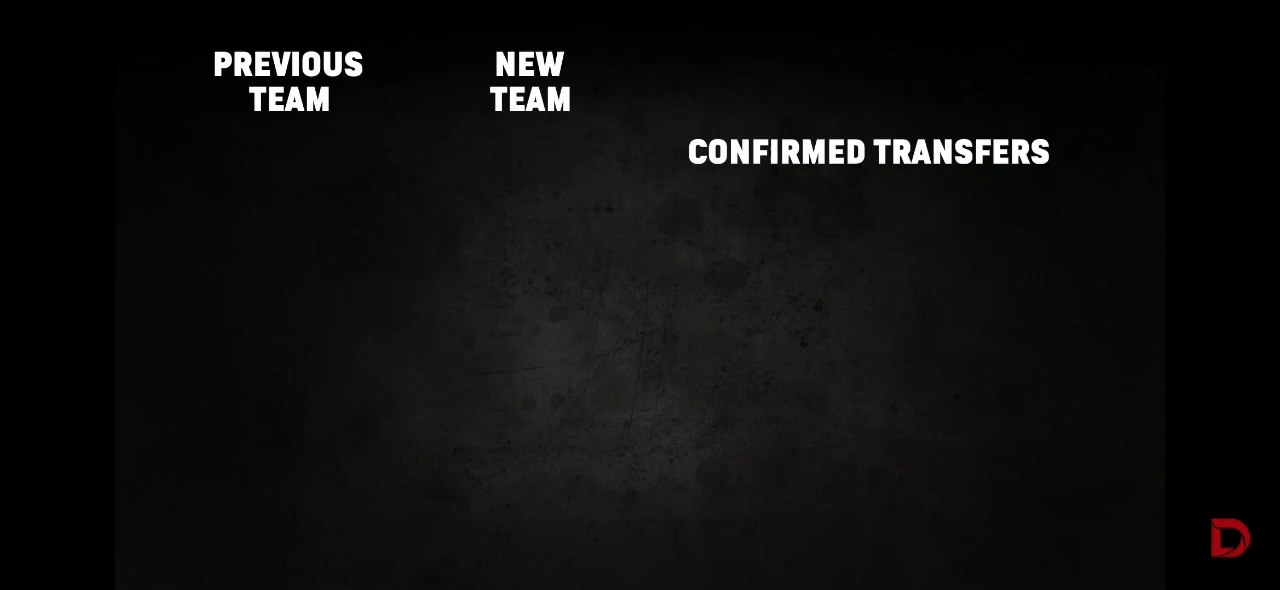 PREVIOUS
TEAM
NEW
TEAM
CONFIRMED TRANSFERS
D